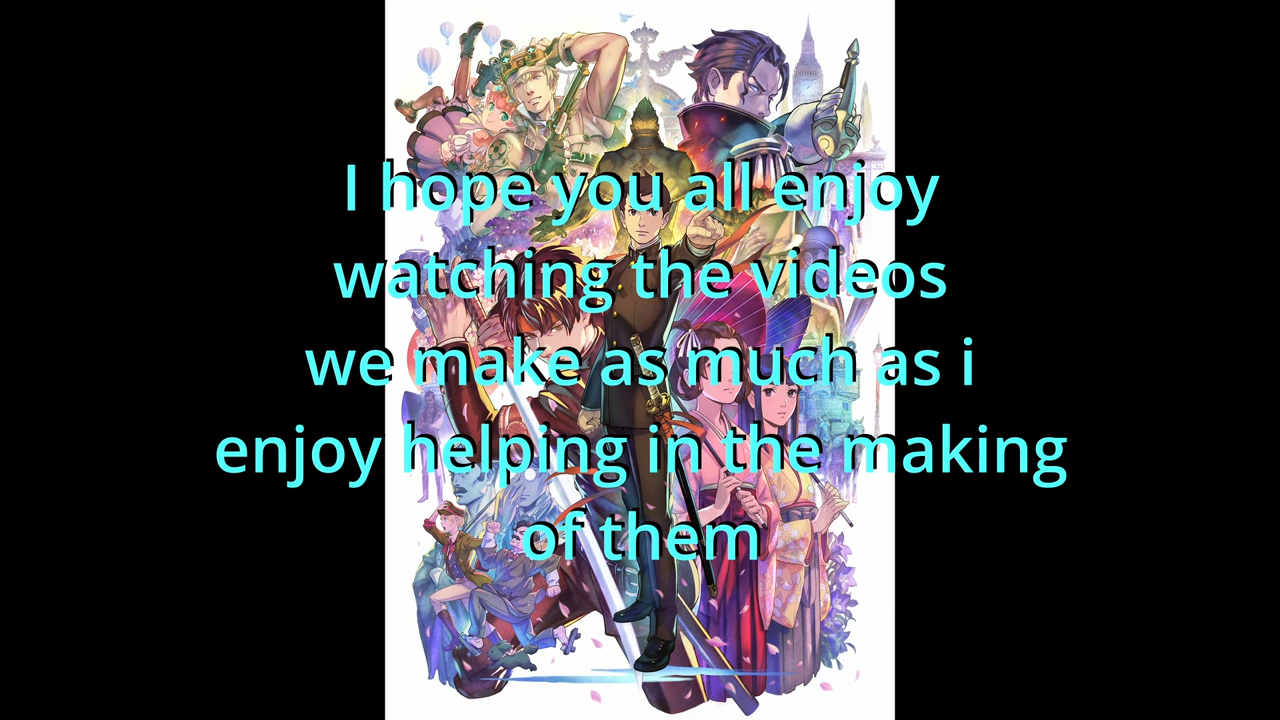 I hope you all enjoy
watching the videos
we make as much as i
enjoy helping in the making
of them